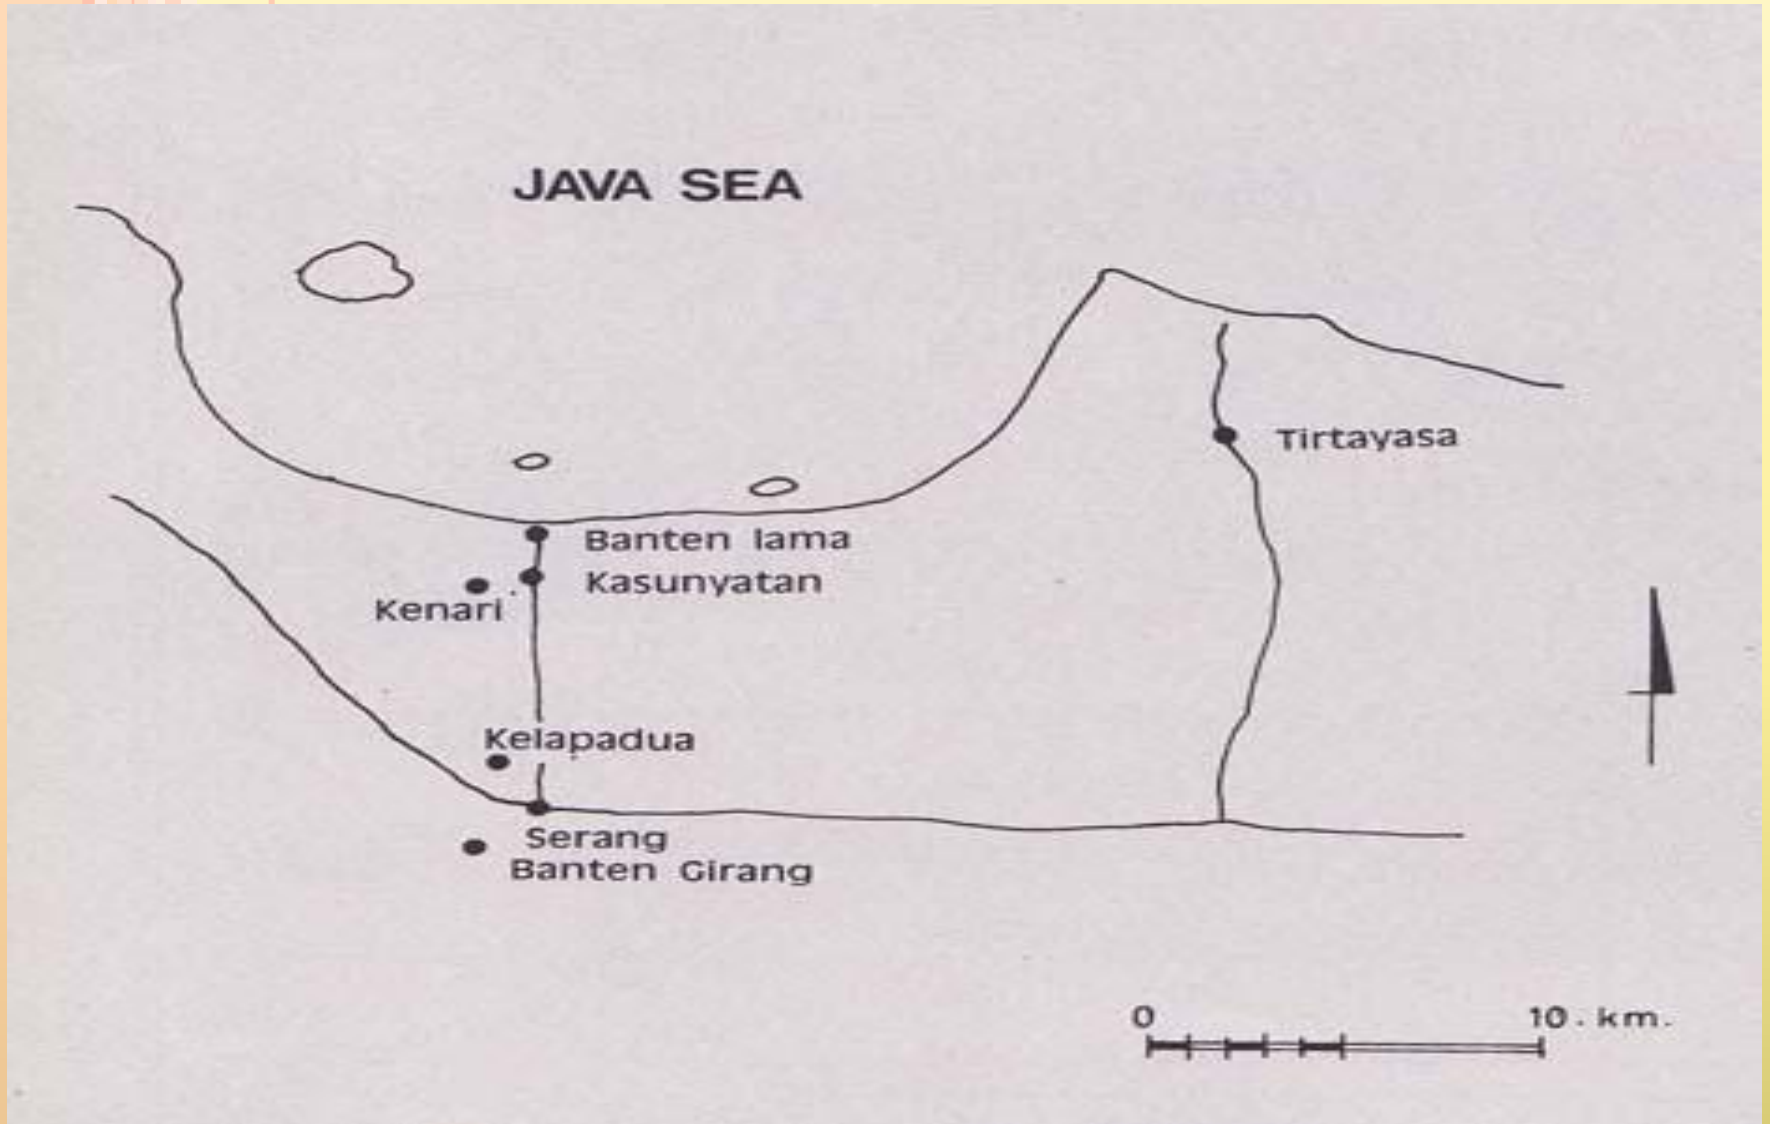 JAVA SEA
Tirtayasa
Banten lama
Kasunyatan
Kenari
Kelapadua
Serang
Banten Girang
0 10. km.